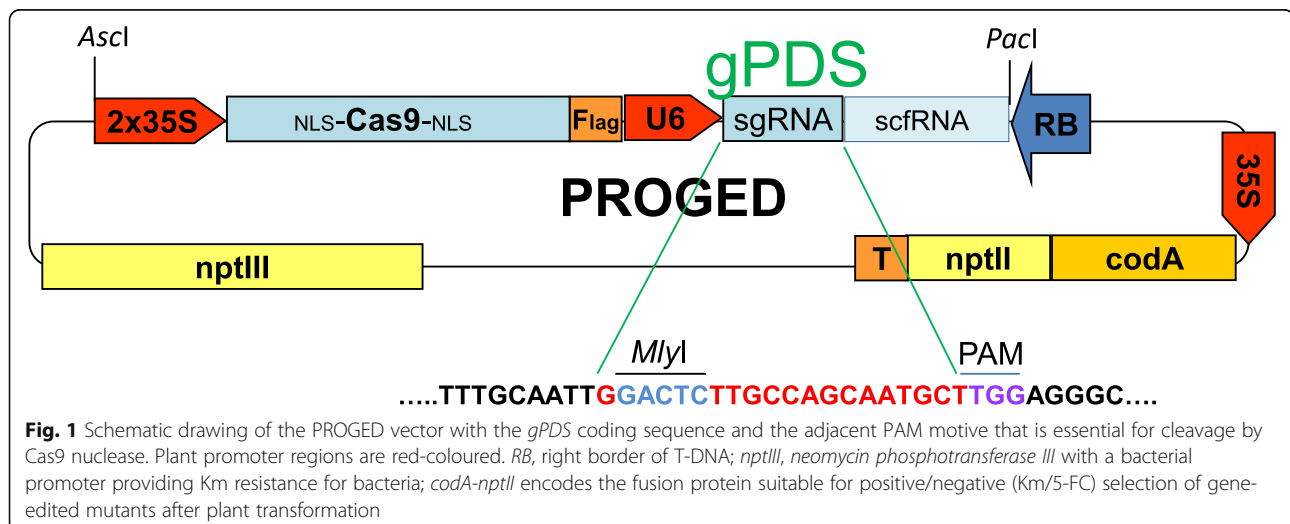 AscI
gPDS
PacI
2x35S
NLS-Cas9-NLS
Flag
U6
sgRNA
scfRNA
RB
35S
PROGED
nptIII
T
nptII
codA
MlyI
PAM
.....TTTGCAATTGGACTCTTGCCAGCAATGCTTGGAGGGC....
Fig. 1 Schematic drawing of the PROGED vector with the gPDS coding sequence and the adjacent PAM motive that is essential for cleavage by
Cas9 nuclease. Plant promoter regions are red-coloured. RB, right border of T-DNA; nptIII, neomycin phosphotransferase III with a bacterial
promoter providing Km resistance for bacteria; codA-nptII encodes the fusion protein suitable for positive/negative (Km/5-FC) selection of gene-
edited mutants after plant transformation